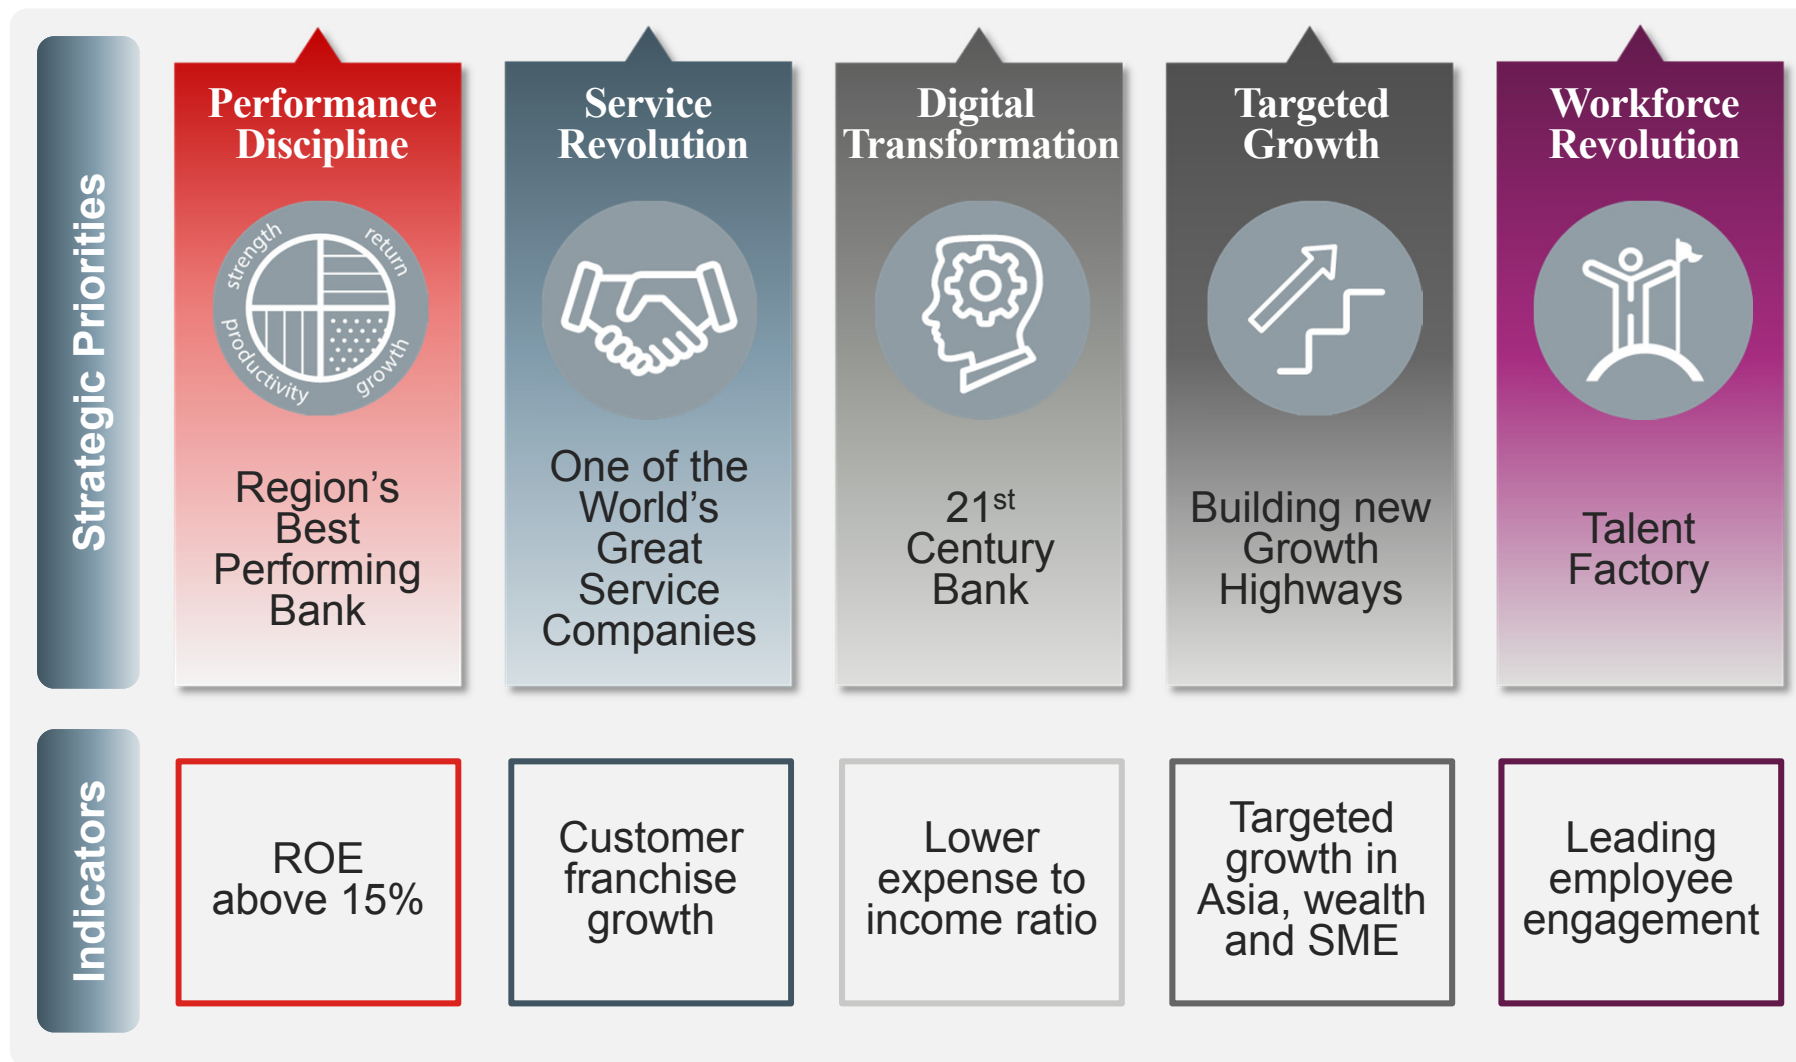 Strategic Priorities
Performance
Discipline
strength
return
productivity
growth
Region’s
Best
Performing
Bank
Service
Revolution
One of the
World’s
Great
Service
Companies
Digital
Transformation
21st
Century
Bank
Targeted
Growth
Building new
Growth
Highways
Workforce
Revolution
Talent
Factory
Indicators
ROE
above 15%
Customer
franchise
growth
Lower
expense to
income ratio
Targeted
growth in
Asia, wealth
and SME
Leading
employee
engagement